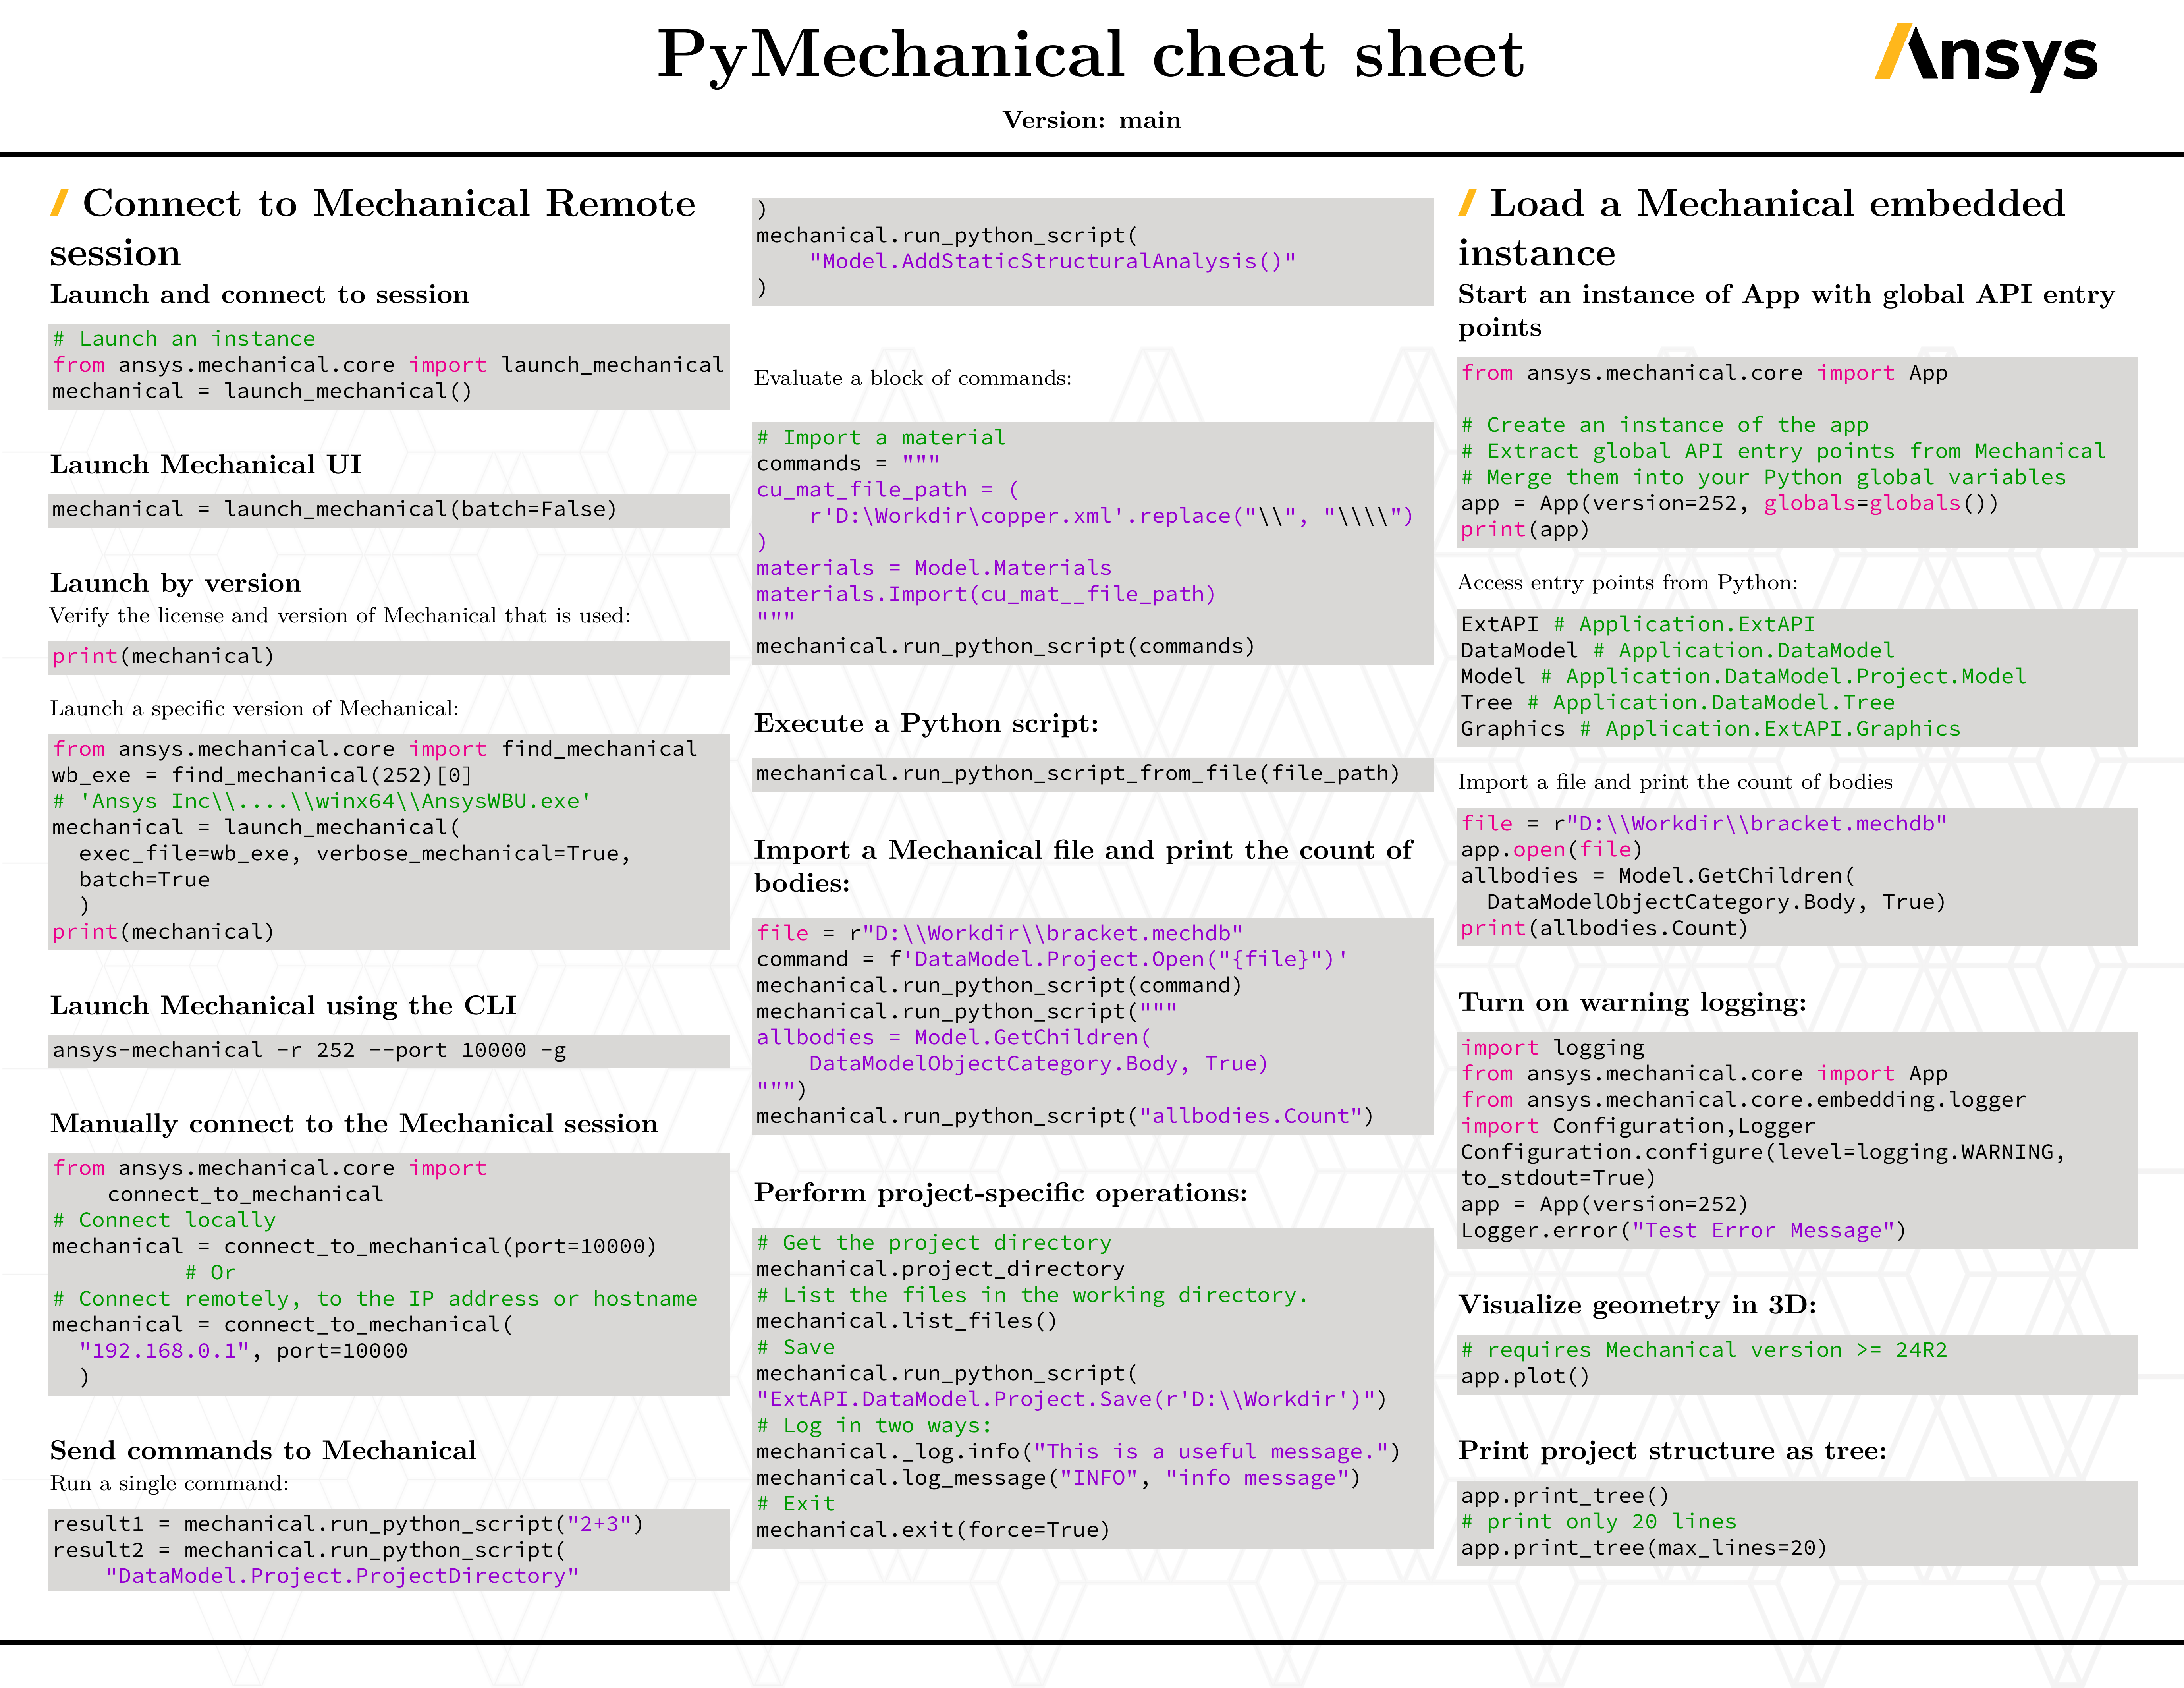 PyMechanical cheat sheet
Version: main
Ansys
Connect to Mechanical Remote
session
Launch and connect to session
# Launch an instance
from ansys.mechanical.core import launch_mechanical
mechanical = launch_mechanical()
Launch Mechanical UI
mechanical = launch_mechanical(batch=False)
Launch by version
Verify the license and version of Mechanical that is used:
print(mechanical)
Launch a specific version of Mechanical:
from ansys.mechanical.core import find_mechanical
wb_exe = find_mechanical(252)[0]
# 'Ansys Inc\\....\\winx64\\AnsysWBU.exe'
mechanical = launch_mechanical(
  exec_file=wb_exe, verbose_mechanical=True,
  batch=True
  )
print(mechanical)
Launch Mechanical using the CLI
ansys-mechanical -r 252 --port 10000 -g
Manually connect to the Mechanical session
from ansys.mechanical.core import
    connect_to_mechanical
# Connect locally
mechanical = connect_to_mechanical(port=10000)
          # Or
# Connect remotely, to the IP address or hostname
mechanical = connect_to_mechanical(
  "192.168.0.1", port=10000
  )
Send commands to Mechanical
Run a single command:
result1 = mechanical.run_python_script("2+3")
result2 = mechanical.run_python_script(
    "DataModel.Project.ProjectDirectory"
)
mechanical.run_python_script(
    "Model.AddStaticStructuralAnalysis()"
)
Evaluate a block of commands:
# Import a material
commands = """
cu_mat_file_path = (
    r'D:\Workdir\copper.xml'.replace("\\", "\\\\")
)
materials = Model.Materials
materials.Import(cu_mat__file_path)
"""
mechanical.run_python_script(commands)
Execute a Python script:
mechanical.run_python_script_from_file(file_path)
Import a Mechanical file and print the count of
bodies:
file = r"D:\\Workdir\\bracket.mechdb"
command = f'DataModel.Project.Open("{file}")'
mechanical.run_python_script(command)
mechanical.run_python_script("""
allbodies = Model.GetChildren(
    DataModelObjectCategory.Body, True)
""")
mechanical.run_python_script("allbodies.Count")
Perform project-specific operations:
# Get the project directory
mechanical.project_directory
# List the files in the working directory.
mechanical.list_files()
# Save
mechanical.run_python_script(
"ExtAPI.DataModel.Project.Save(r'D:\\Workdir')")
# Log in two ways:
mechanical._log.info("This is a useful message.")
mechanical.log_message("INFO", "info message")
# Exit
mechanical.exit(force=True)
Load a Mechanical embedded
instance
Start an instance of App with global API entry
points
from ansys.mechanical.core import App

# Create an instance of the app
# Extract global API entry points from Mechanical
# Merge them into your Python global variables
app = App(version=252, globals=globals())
print(app)
Access entry points from Python:
ExtAPI # Application.ExtAPI
DataModel # Application.DataModel
Model # Application.DataModel.Project.Model
Tree # Application.DataModel.Tree
Graphics # Application.ExtAPI.Graphics
Import a file and print the count of bodies
file = r"D:\\Workdir\\bracket.mechdb"
app.open(file)
allbodies = Model.GetChildren(
  DataModelObjectCategory.Body, True)
print(allbodies.Count)
Turn on warning logging:
import logging
from ansys.mechanical.core import App
from ansys.mechanical.core.embedding.logger
import Configuration,Logger
Configuration.configure(level=logging.WARNING,
to_stdout=True)
app = App(version=252)
Logger.error("Test Error Message")
Visualize geometry in 3D:
# requires Mechanical version >= 24R2
app.plot()
Print project structure as tree:
app.print_tree()
# print only 20 lines
app.print_tree(max_lines=20)